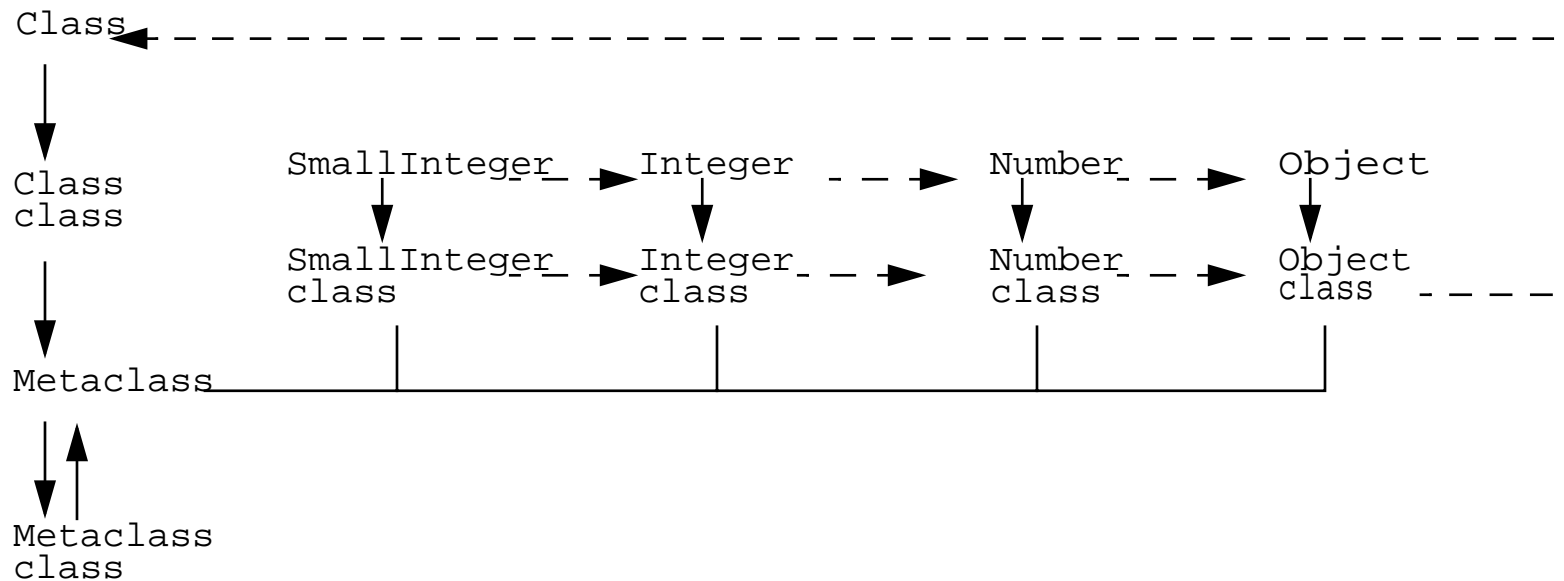 Class
SmallInteger
Integer
Number
Object
Class
class
SmallInteger
class
Integer
class
Number
class
Object
class
Metaclass
Metaclass
class